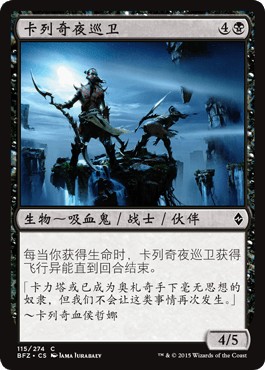 卡列奇夜巡卫 4
生物～吸血鬼 / 战士 / 伙伴
每当你获得生命时，卡列奇夜巡卫获得
飞行异能直到回合结束。
「卡力塔或已成为奥札奇手下毫无思想的
奴隶，但我们不会让这类事情再次发生。」
～卡列奇血侯哲娜
115/274 C
BFZ • CS JAMA JURABAEV
4/5
™ & © 2015 Wizards of the Coast